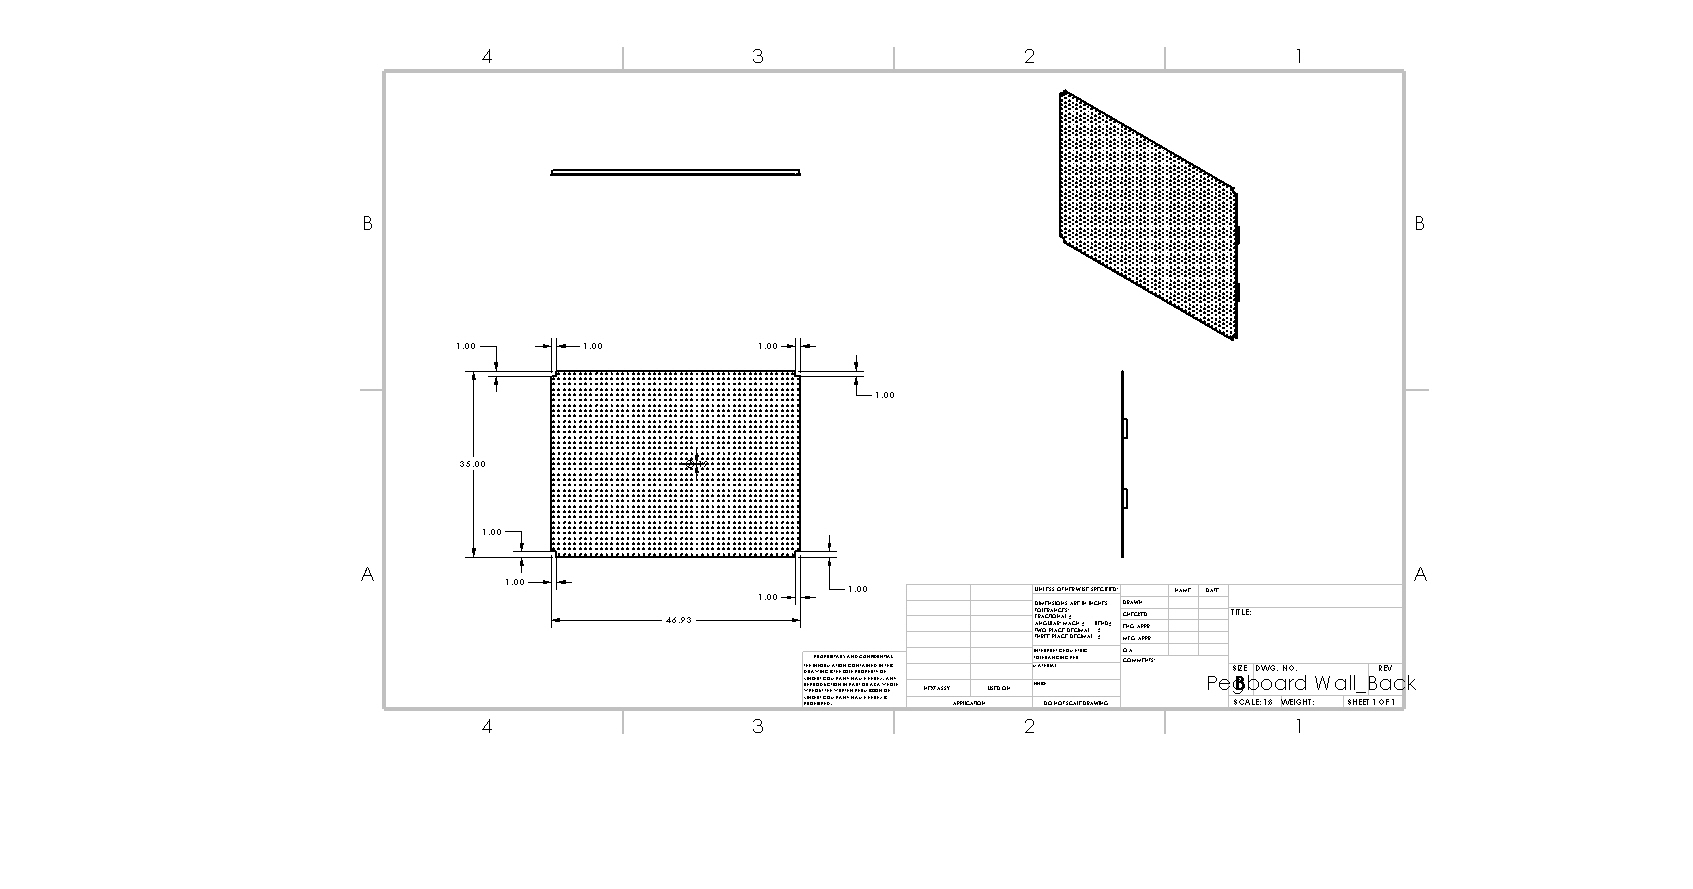 4 3 2 1
B B
1.00 1.00 1.00
1.00
35.00
1.00
A A
1.00 1.00 1.00
46.93
UNLESS OTHERWISE SPECIFIED:
NAME DATE
DIMENSIONS ARE IN INCHES
TOLERANCES:
FRACTIONAL ±
ANGULAR: MACH ± BEND ±
TWO PLACE DECIMAL ±
THREE PLACE DECIMAL ±
DRAWN
CHECKED
ENG APPR.
MFG APPR.
TITLE:
INTERPRET GEOMETRIC
TOLERANCING PER:
Q.A.
COMMENTS:
MATERIAL
FINISH
PROPRIETARY AND CONFIDENTIAL
SIZE DWG. NO. REV
B Pegboard Wall_Back
NEXT ASSY USED ON
APPLICATION DO NOT SCALE DRAWING
SCALE: 1:8 WEIGHT: SHEET 1 OF 1
4 3 2 1